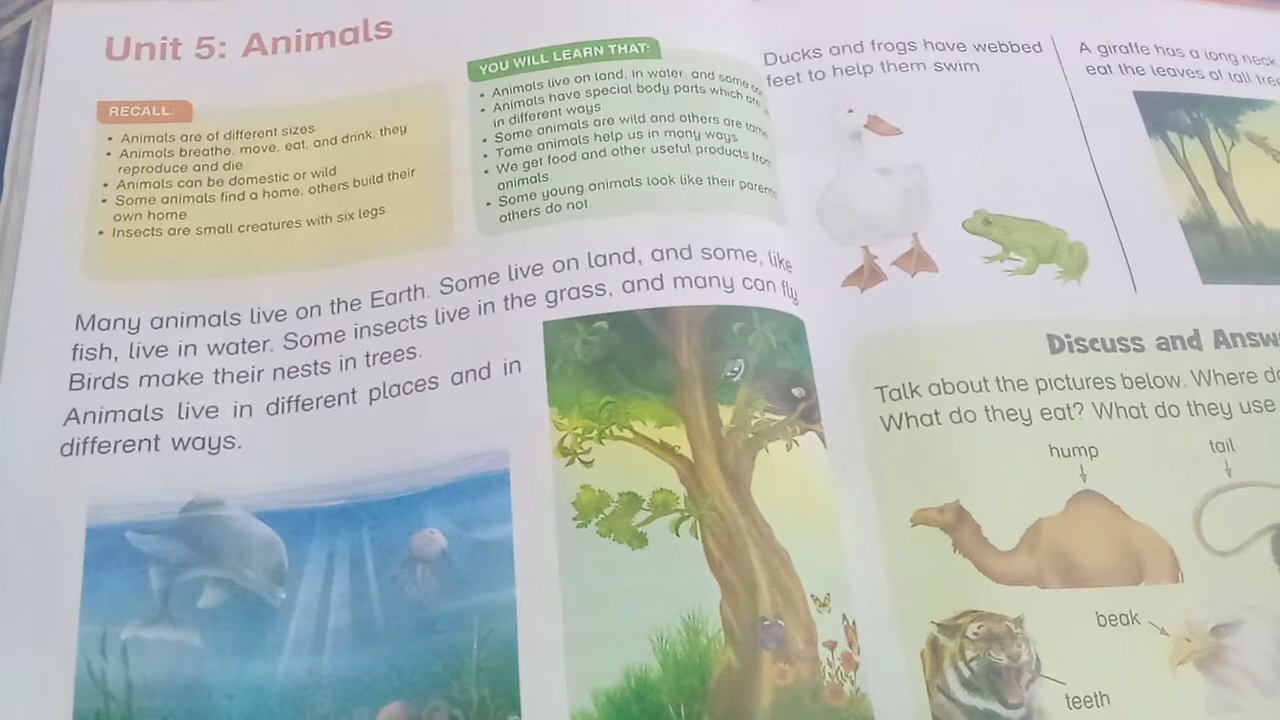 Unit 5: Animals
RECALL:
• Animals are of different sizes
• Animals breathe, move, eat, and drink, they
reproduce and die
• Animals can be domestic or wild
• Some animals find a home, others build their
own home
• Insects are small creatures with six legs
YOU WILL LEARN THAT:
• Animals live on land, in water, and some
• Animals have special body parts which are
in different ways
• Some animals are wild and others are tame
• Tame animals help us in many ways
• We get food and other useful products from
animals
• Some young animals look like their parents
others do not.
Many animals live on the Earth. Some live on land, and some, like
fish, live in water. Some insects live in the grass, and many can fly
Birds make their nests in trees.
Animals live in different places and in
different ways.
Ducks and frogs have webbed
feet to help them swim
A giraffe has a long neck
eat the leaves of tall
Discuss and
Talk about the pictures below. Where
What do they eat? What do they use
hump
tail
beak
teeth